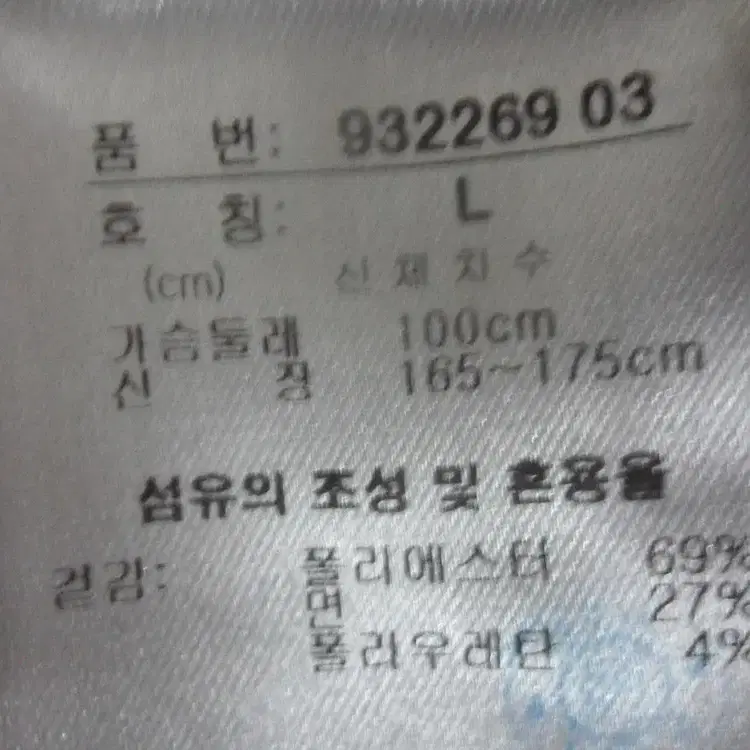 품 번: 932269 03
호 칭: L
(cm) 신체치수
가슴둘레 100cm
신 장 165~175cm
섬유의 조성 및 혼용율
겉감: 폴리에스터 69%
면 27%
폴리우레탄 4%